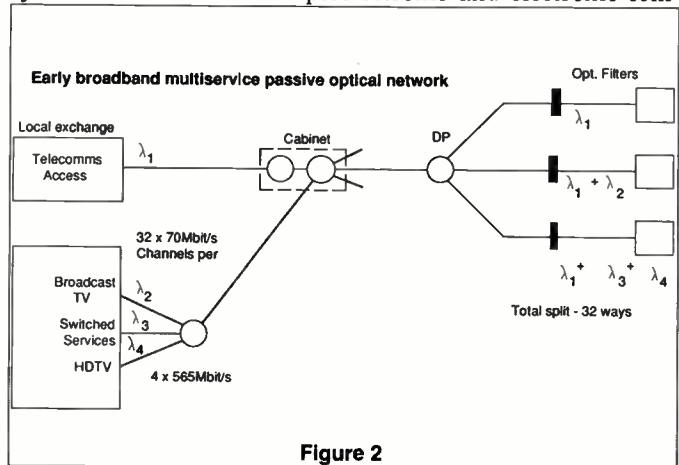 Early broadband multiservice passive optical network
Opt. Filters
Local exchange
Telecomms
Access
λ1
Cabinet
DP
λ1
λ1 + λ2
λ1+ λ3+ λ4
Total split - 32 ways
32 x 70Mbit/s
Channels per
Broadcast
TV
λ2
Switched
Services
λ3
HDTV
λ4
4 x 565Mbit/s
Figure 2